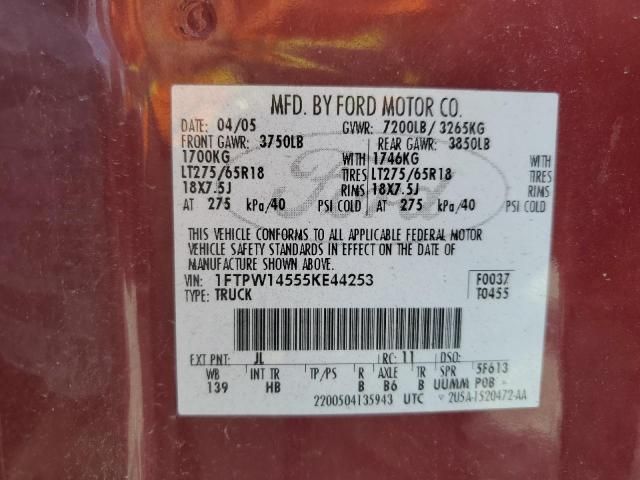 MFD. BY FORD MOTOR CO.
DATE: 04/05 GVWR: 7200LB/ 3265KG
FRONT GAWR: 3750LB REAR GAWR: 3850LB
1700KG WITH 1746KG WITH
LT275/65R18 TIRES LT275/65R18 TIRES
18X7.5J RIMS 18X7.5J RIMS
AT 275 kPa/40 PSI COLD AT 275 kPa/40 PSI COLD
Ford
THIS VEHICLE CONFORMS TO ALL APPLICABLE FEDERAL MOTOR
VEHICLE SAFETY STANDARDS IN EFFECT ON THE DATE OF
MANUFACTURE SHOWN ABOVE.
VIN: 1FTPW14555KE44253 F0037
TYPE: TRUCK T0455
EXT PNT: JL RC: 11 DSO:
WB INT TR TP/PS R AXLE TR SPR 5F613
139 HB B B6 B UUMM P0B
2200504135943 UTC 2U5A-1520472-AA